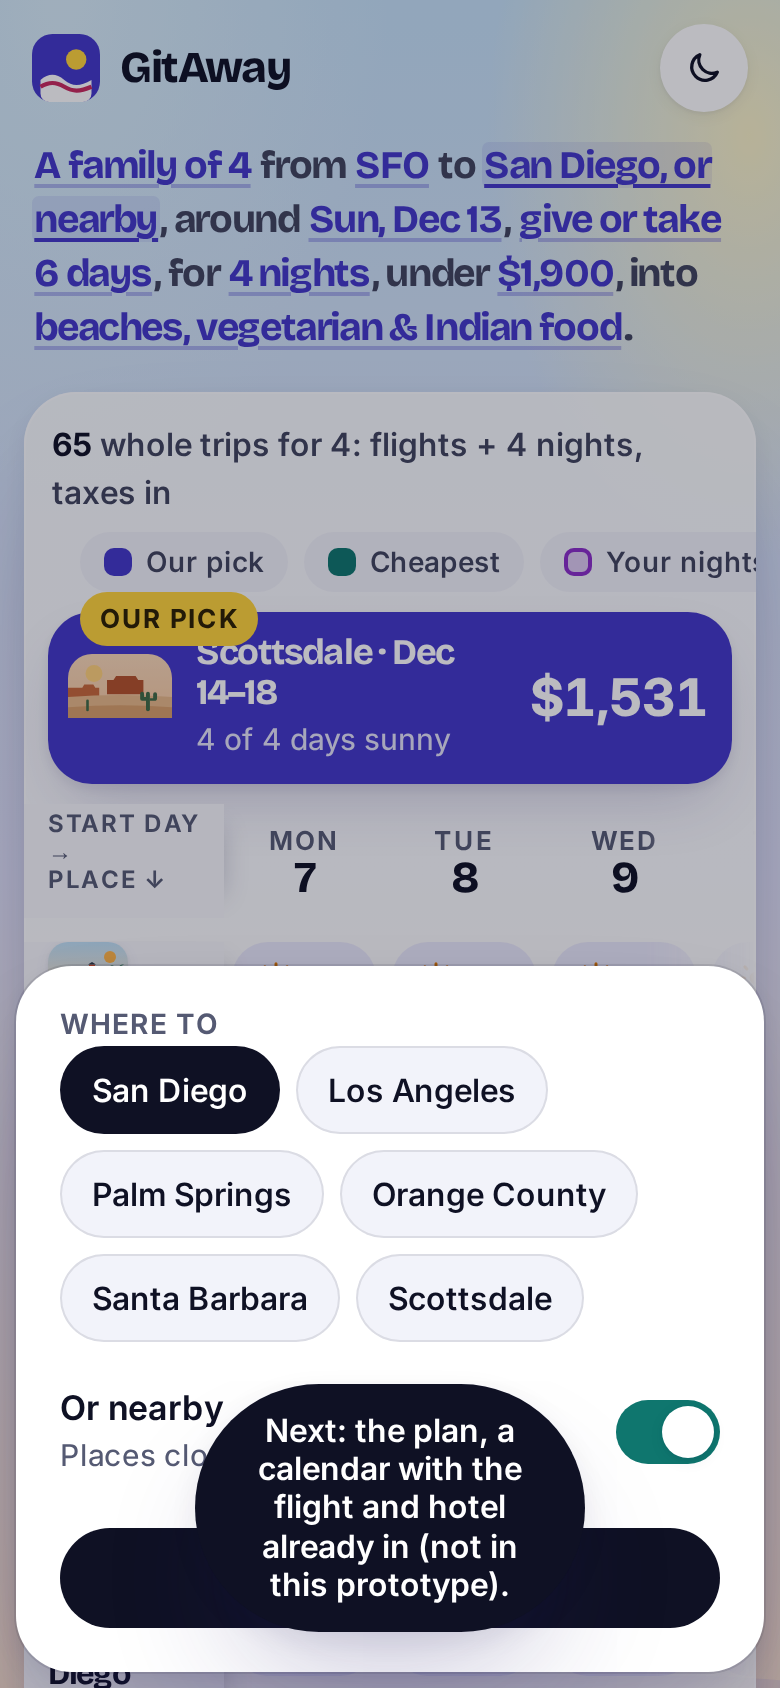 GitAway
A family of 4 from SFO to San Diego, or
nearby, around Sun, Dec 13, give or take
6 days, for 4 nights, under $1,900, into
beaches, vegetarian & Indian food.
65 whole trips for 4: flights + 4 nights,
taxes in
Our pick Cheapest Your nights
OUR PICK
Scottsdale · Dec
14–18
4 of 4 days sunny
$1,531
START DAY
→
PLACE ↓
MON TUE WED
7 8 9
WHERE TO
San Diego Los Angeles
Palm Springs Orange County
Santa Barbara Scottsdale
Or nearby
Places clo
Next: the plan, a
calendar with the
flight and hotel
already in (not in
this prototype).
Diego